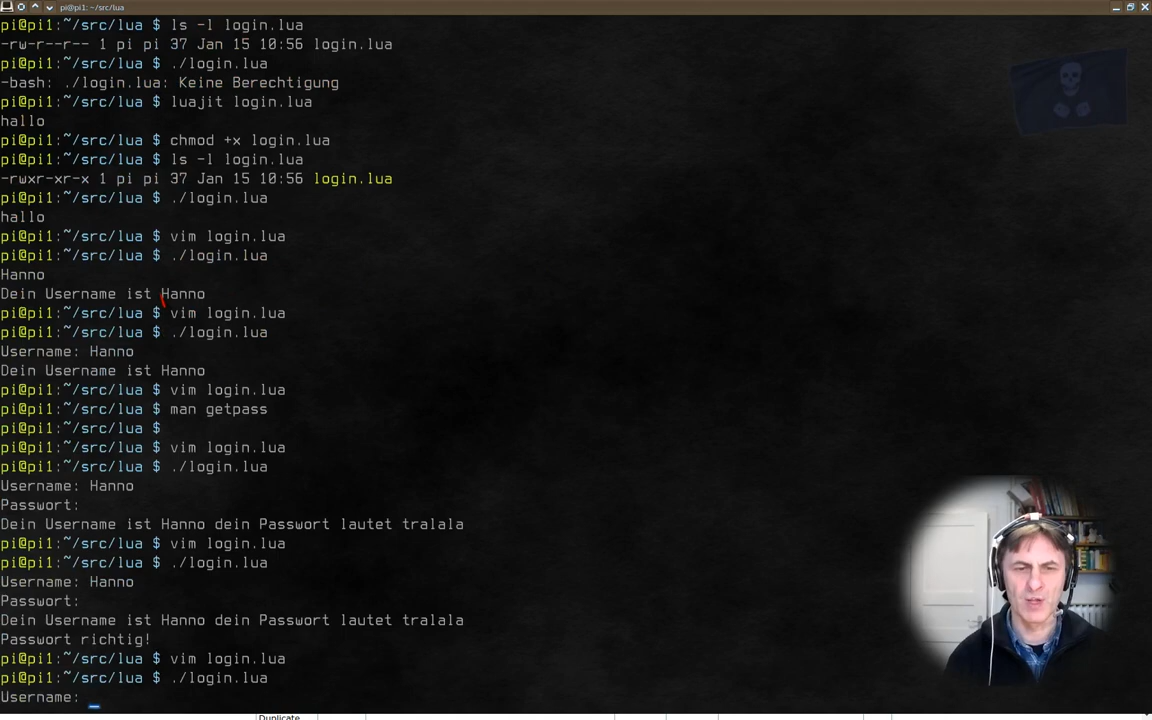 pi@pi1: ~/src/lua
pi@pi1:~/src/lua $ ls -l login.lua
-rw-r--r-- 1 pi pi 37 Jan 15 10:56 login.lua
pi@pi1:~/src/lua $ ./login.lua
-bash: ./login.lua: Keine Berechtigung
pi@pi1:~/src/lua $ luajit login.lua
hallo
pi@pi1:~/src/lua $ chmod +x login.lua
pi@pi1:~/src/lua $ ls -l login.lua
-rwxr-xr-x 1 pi pi 37 Jan 15 10:56 login.lua
pi@pi1:~/src/lua $ ./login.lua
hallo
pi@pi1:~/src/lua $ vim login.lua
pi@pi1:~/src/lua $ ./login.lua
Hanno
Dein Username ist Hanno
pi@pi1:~/src/lua $ vim login.lua
pi@pi1:~/src/lua $ ./login.lua
Username: Hanno
Dein Username ist Hanno
pi@pi1:~/src/lua $ vim login.lua
pi@pi1:~/src/lua $ man getpass
pi@pi1:~/src/lua $
pi@pi1:~/src/lua $ vim login.lua
pi@pi1:~/src/lua $ ./login.lua
Username: Hanno
Passwort:
Dein Username ist Hanno dein Passwort lautet tralala
pi@pi1:~/src/lua $ vim login.lua
pi@pi1:~/src/lua $ ./login.lua
Username: Hanno
Passwort:
Dein Username ist Hanno dein Passwort lautet tralala
Passwort richtig!
pi@pi1:~/src/lua $ vim login.lua
pi@pi1:~/src/lua $ ./login.lua
Username:
Duplicate